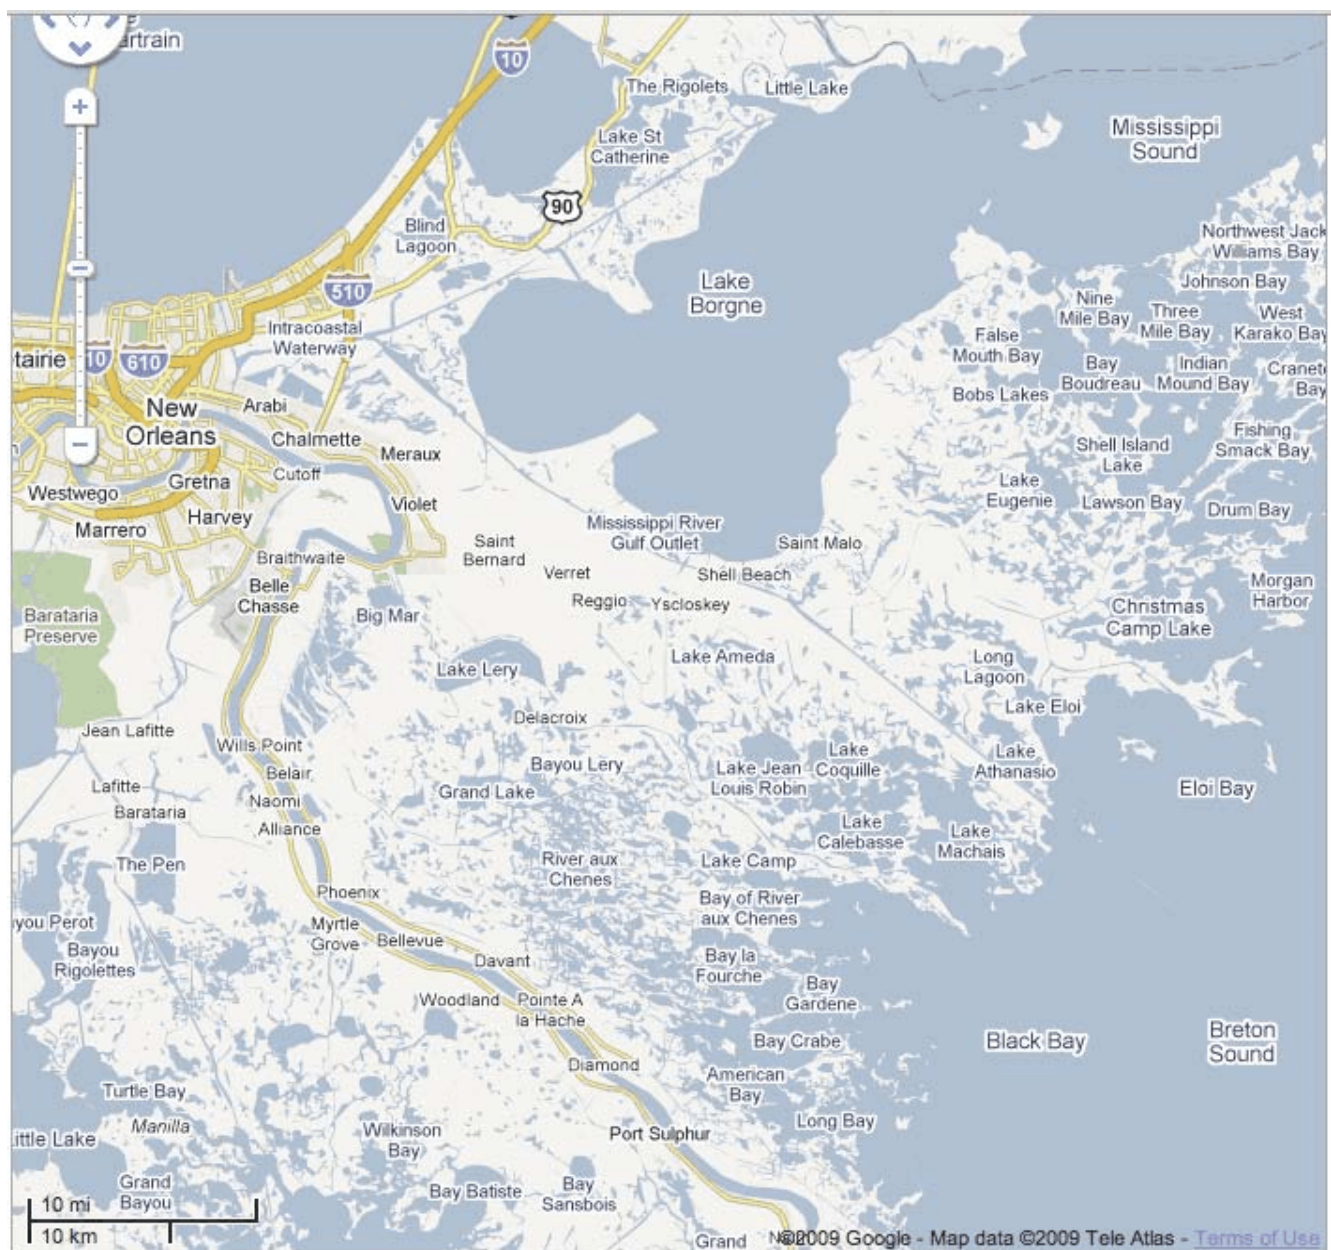 artrain
10
The Rigolets
Little Lake
Mississippi
Sound
Lake St
Catherine
90
Blind
Lagoon
Northwest Jack
Williams Bay
Lake
Borgne
Johnson Bay
510
Nine
Mile Bay
Three
Mile Bay
West
Karako Bay
Intracoastal
Waterway
False
Mouth Bay
tairie
10
610
Bay
Boudreau
Indian
Mound Bay
Bay
Bobs Lakes
New
Orleans
Arabi
Chalmette
Meraux
Fishing
Smack Bay
Shell Island
Lake
Cutoff
Gretna
Westwego
Lake
Eugenie
Lawson Bay
Drum Bay
Violet
Harvey
Marrero
Mississippi River
Gulf Outlet
Saint Malo
Saint
Bernard
Braithwaite
Verret
Shell Beach
Belle
Chasse
Morgan
Harbor
Reggio
Yscloskey
Big Mar
Barataria
Preserve
Christmas
Camp Lake
Lake Ameda
Lake Lery
Long
Lagoon
Lake Eloi
Delacroix
Jean Lafitte
Wills Point
Bayou Lery
Lake
Coquille
Lake
Athanasio
Lake Jean
Louis Robin
Belair
Lafitte
Grand Lake
Eloi Bay
Naomi
Barataria
Alliance
Lake
Calebasse
Lake
Machais
The Pen
River aux
Chenes
Lake Camp
Phoenix
Bay of River
aux Chenes
you Perot
Myrtle
Grove
Bellevue
Bayou
Rigolettes
Davant
Bay la
Fourche
Bay
Gardene
Woodland
Pointe A
la Hache
Bay Crabe
Black Bay
Breton
Sound
Diamond
American
Bay
Turtle Bay
Manilla
Long Bay
Little Lake
Wilkinson
Bay
Port Sulphur
Grand
Bayou
Bay Batiste
Bay
Sansbois
10 mi
10 km
Grand
©2009 Google - Map data ©2009 Tele Atlas - Terms of Use